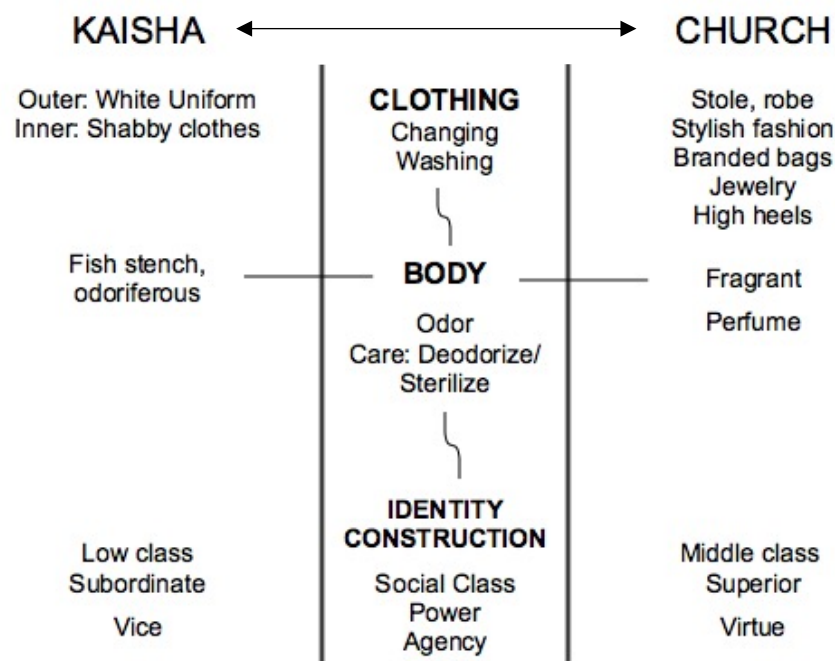 KAISHA
CHURCH
Outer: White Uniform
Inner: Shabby clothes
CLOTHING
Changing
Washing
Stole, robe
Stylish fashion
Branded bags
Jewelry
High heels
Fish stench,
odoriferous
BODY
Odor
Care: Deodorize/
Sterilize
Fragrant
Perfume
Low class
Subordinate
Vice
IDENTITY
CONSTRUCTION
Social Class
Power
Agency
Middle class
Superior
Virtue